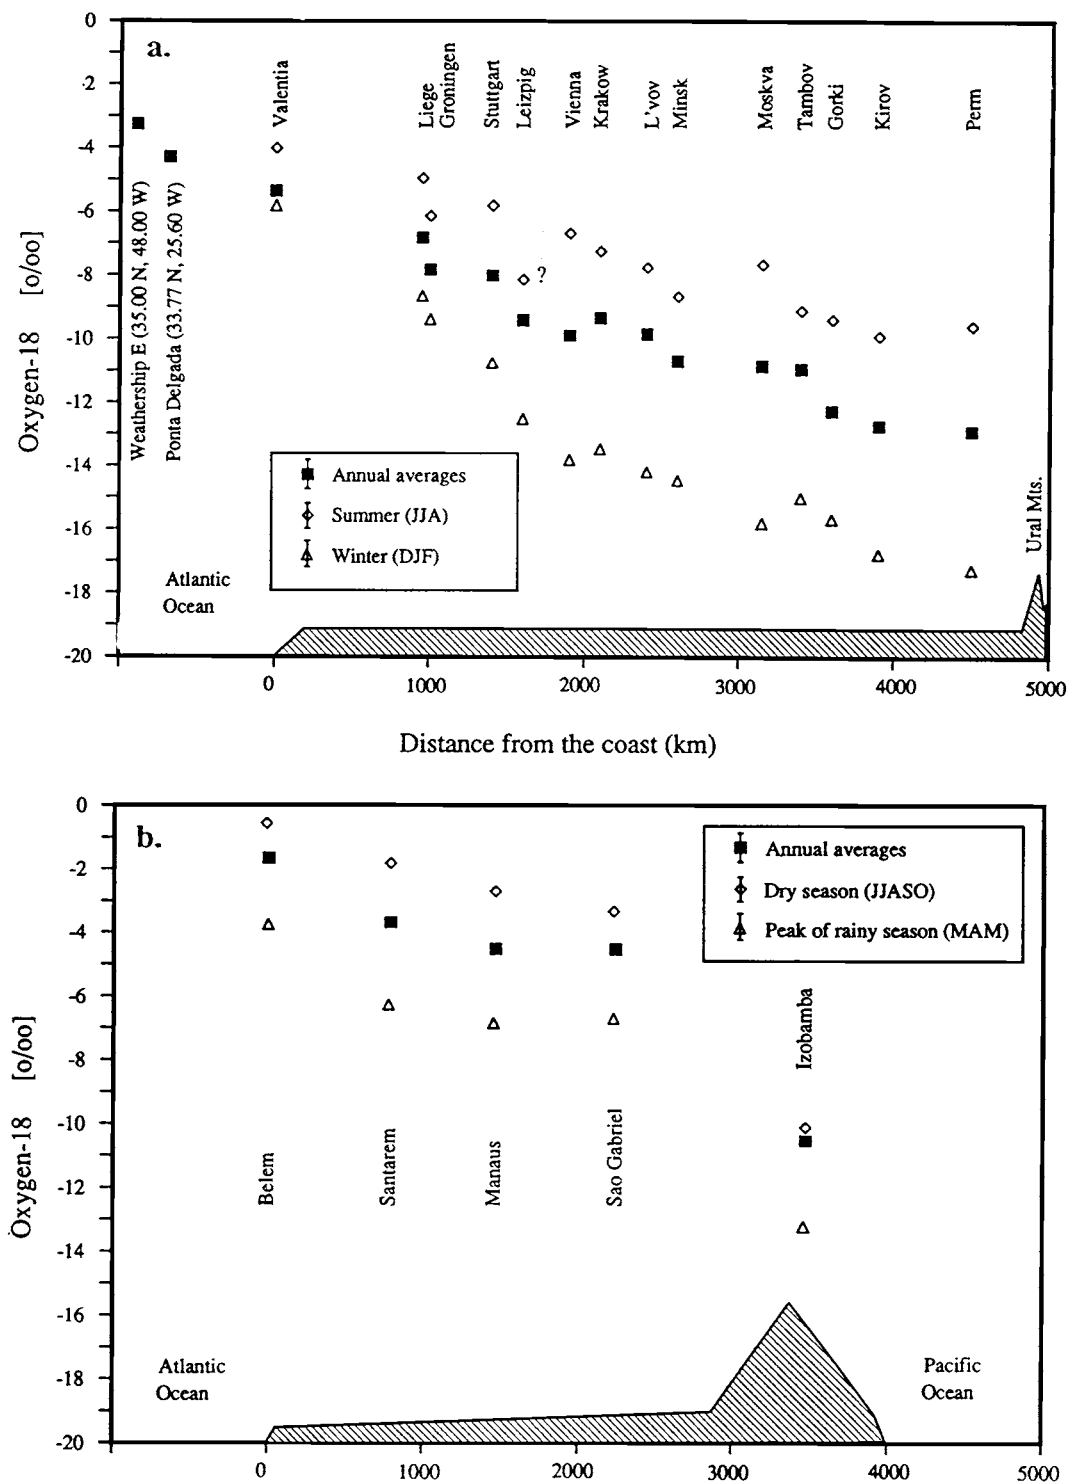 a.
0
-2
-4
-6
-8
-10
-12
-14
-16
-18
-20
Oxygen-18 [o/oo]
Weathership E (35.00 N, 48.00 W)
Ponta Delgada (33.77 N, 25.60 W)
Valentia
Liege
Groningen
Stuttgart
Leizpig
Vienna
Krakow
L'vov
Minsk
Moskva
Tambov
Gorki
Kirov
Perm
?
Annual averages
Summer (JJA)
Winter (DJF)
Atlantic
Ocean
Ural Mts.
0 1000 2000 3000 4000 5000
Distance from the coast (km)
b.
0
-2
-4
-6
-8
-10
-12
-14
-16
-18
-20
Oxygen-18 [o/oo]
Annual averages
Dry season (JJASO)
Peak of rainy season (MAM)
Belem
Santarem
Manaus
Sao Gabriel
Izobamba
Atlantic
Ocean
Pacific
Ocean
0 1000 2000 3000 4000 5000